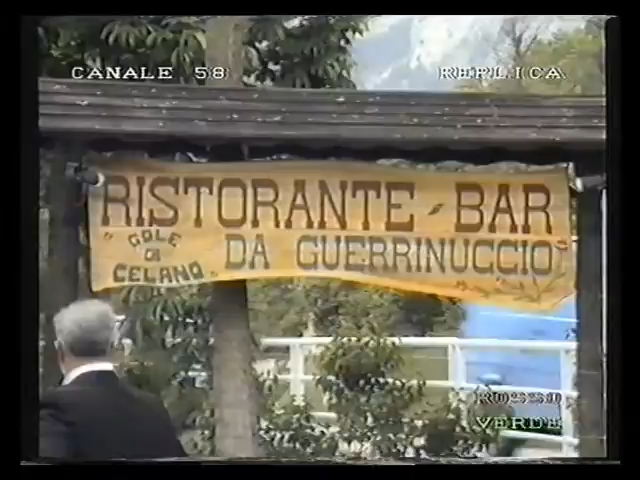 CANALE 58
REPLICA
RISTORANTE - BAR
"GOLE
DI
CELANO"
DA GUERRINUCCIO"
ROSSO
VERDE